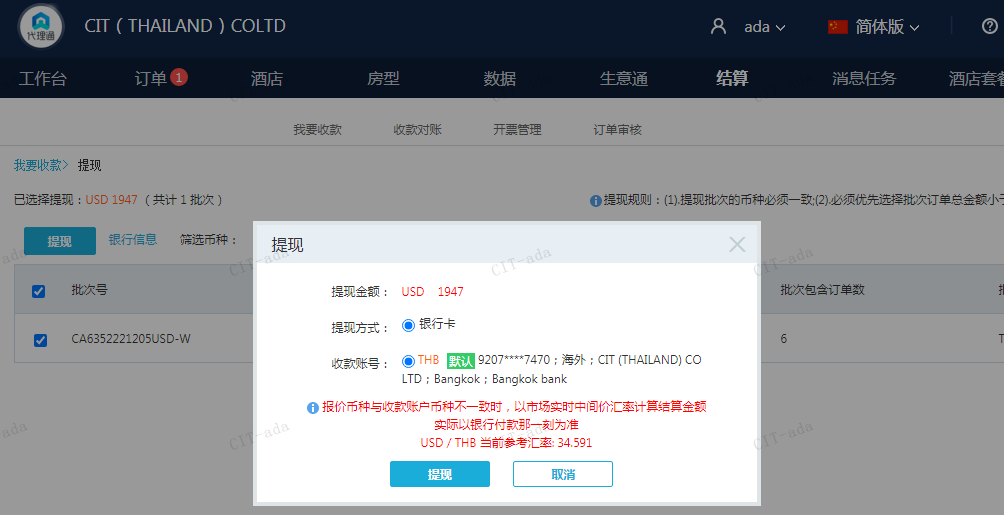 代理通
CIT ( THAILAND ) COLTD
ada
简体版
工作台
订单 1
酒店
房型
数据
生意通
结算
消息任务
酒店套餐
我要收款
收款对账
开票管理
订单审核
我要收款> 提现
已选择提现：USD 1947 （ 共计 1 批次 ）
提现规则：(1).提现批次的币种必须一致;(2).必须优先选择批次订单总金额小于
提现
银行信息
筛选币种：
批次号
批次包含订单数
CA6352221205USD-W
6
提现
提现金额： USD 1947
提现方式： 银行卡
收款账号： THB 默认 9207****7470；海外；CIT (THAILAND) CO
LTD；Bangkok；Bangkok bank
报价币种与收款账户币种不一致时，以市场实时中间价汇率计算结算金额
实际以银行付款那一刻为准
USD / THB 当前参考汇率: 34.591
提现
取消
CIT-ada
CIT-ada
CIT-ada
CIT-ada
CIT-ada